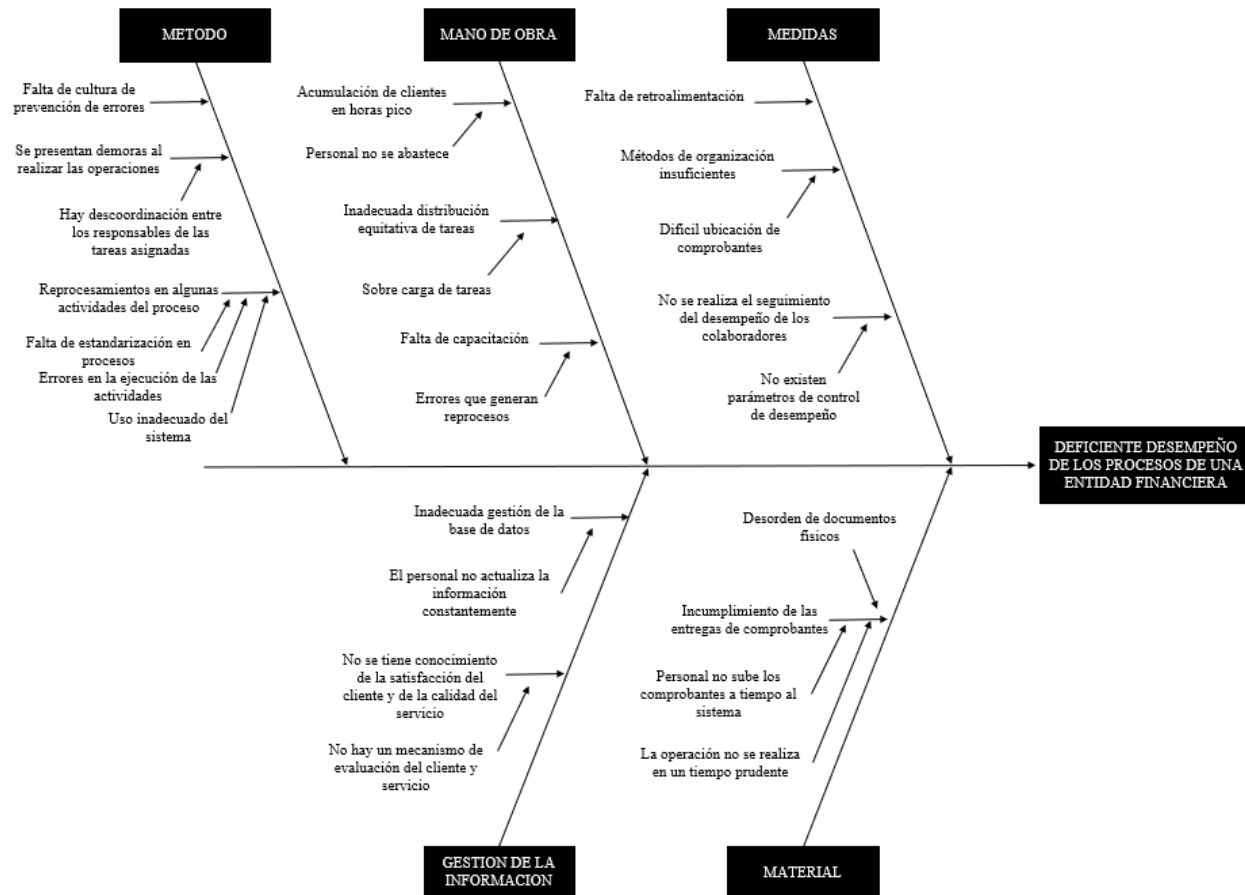 METODO
MANO DE OBRA
MEDIDAS
Falta de cultura de
prevención de errores
Se presentan demoras al
realizar las operaciones
Hay descoordinación entre
los responsables de las
tareas asignadas
Reprocesamientos en algunas
actividades del proceso
Falta de estandarización en
procesos
Errores en la ejecución de las
actividades
Uso inadecuado del
sistema
Acumulación de clientes
en horas pico
Personal no se abastece
Inadecuada distribución
equitativa de tareas
Sobre carga de tareas
Falta de capacitación
Errores que generan
reprocesos
Falta de retroalimentación
Métodos de organización
insuficientes
Difícil ubicación de
comprobantes
No se realiza el seguimiento
del desempeño de los
colaboradores
No existen
parámetros de control
de desempeño
DEFICIENTE DESEMPEÑO
DE LOS PROCESOS DE UNA
ENTIDAD FINANCIERA
Inadecuada gestión de la
base de datos
El personal no actualiza la
información
constantemente
No se tiene conocimiento
de la satisfacción del
cliente y de la calidad del
servicio
No hay un mecanismo de
evaluación del cliente y
servicio
Desorden de documentos
físicos
Incumplimiento de las
entregas de comprobantes
Personal no sube los
comprobantes a tiempo al
sistema
La operación no se realiza
en un tiempo prudente
GESTION DE LA
INFORMACION
MATERIAL